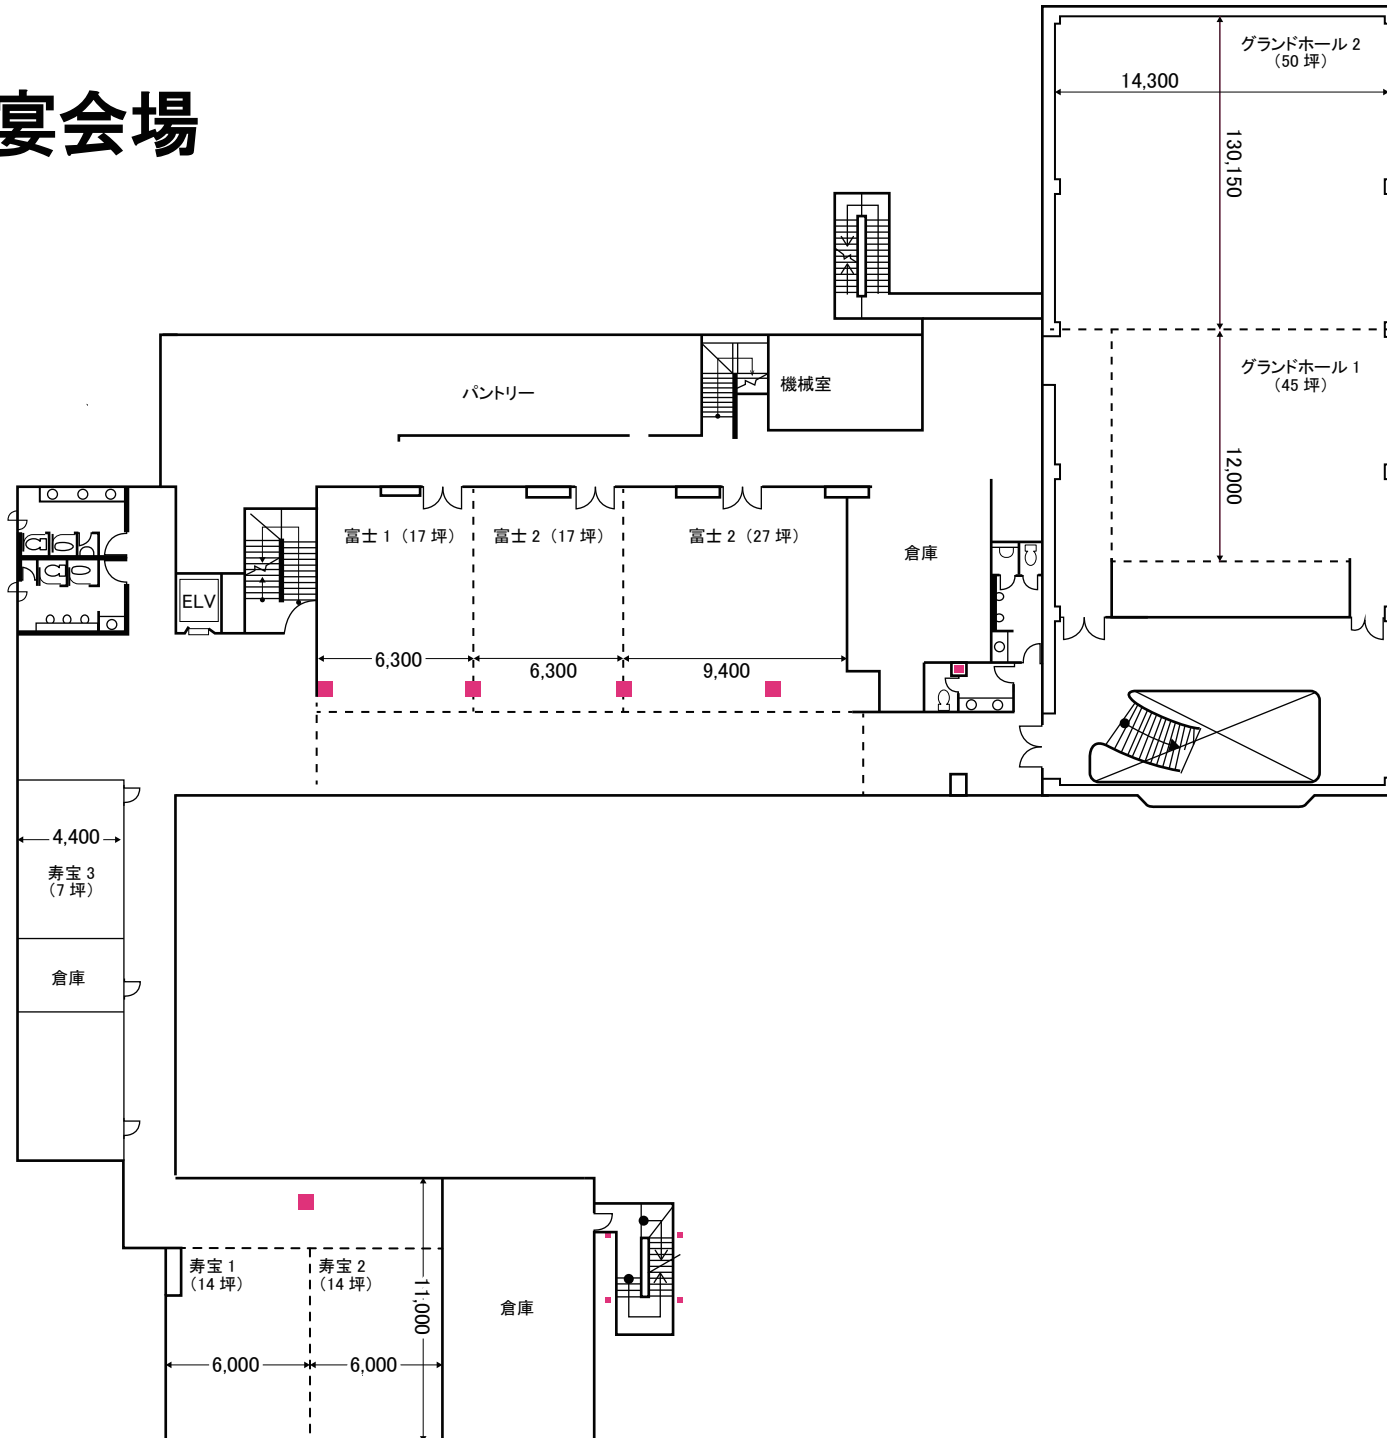 宴会場
グランドホール 2
（50 坪）
14,300
130,150
グランドホール 1
（45 坪）
12,000
パントリー
機械室
富士 1（17 坪）
富士 2（17 坪）
富士 2（27 坪）
倉庫
ELV
6,300
6,300
9,400
4,400
寿宝 3
（7 坪）
倉庫
寿宝 1
（14 坪）
寿宝 2
（14 坪）
11,000
倉庫
6,000
6,000